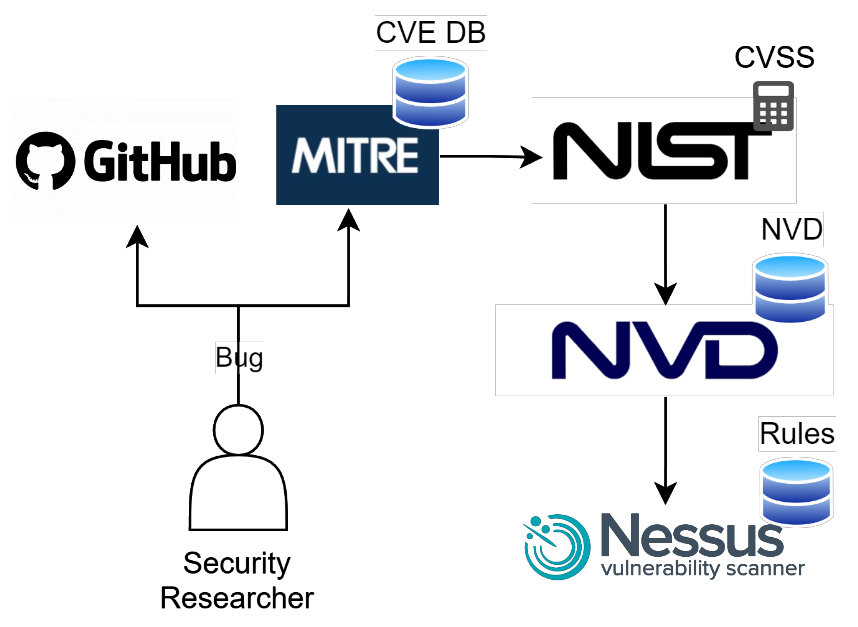 CVE DB
CVSS
GitHub
MITRE
NIST
NVD
NVD
Bug
Rules
Nessus
vulnerability scanner
Security
Researcher